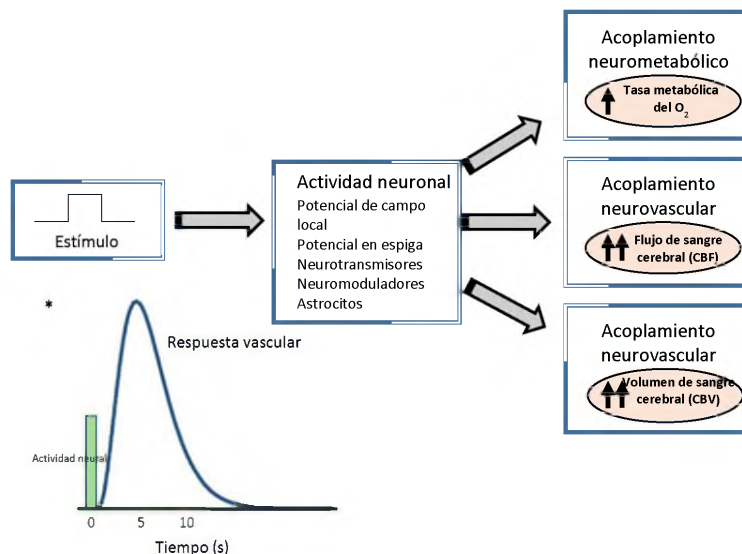 Estímulo
Actividad neuronal
Potencial de campo
local
Potencial en espiga
Neurotransmisores
Neuromoduladores
Astrocitos
Acoplamiento
neurometabólico
Tasa metabólica
del O₂
Acoplamiento
neurovascular
Flujo de sangre
cerebral (CBF)
Acoplamiento
neurovascular
Volumen de sangre
cerebral (CBV)
*
Respuesta vascular
Actividad neural
0 5 10
Tiempo (s)